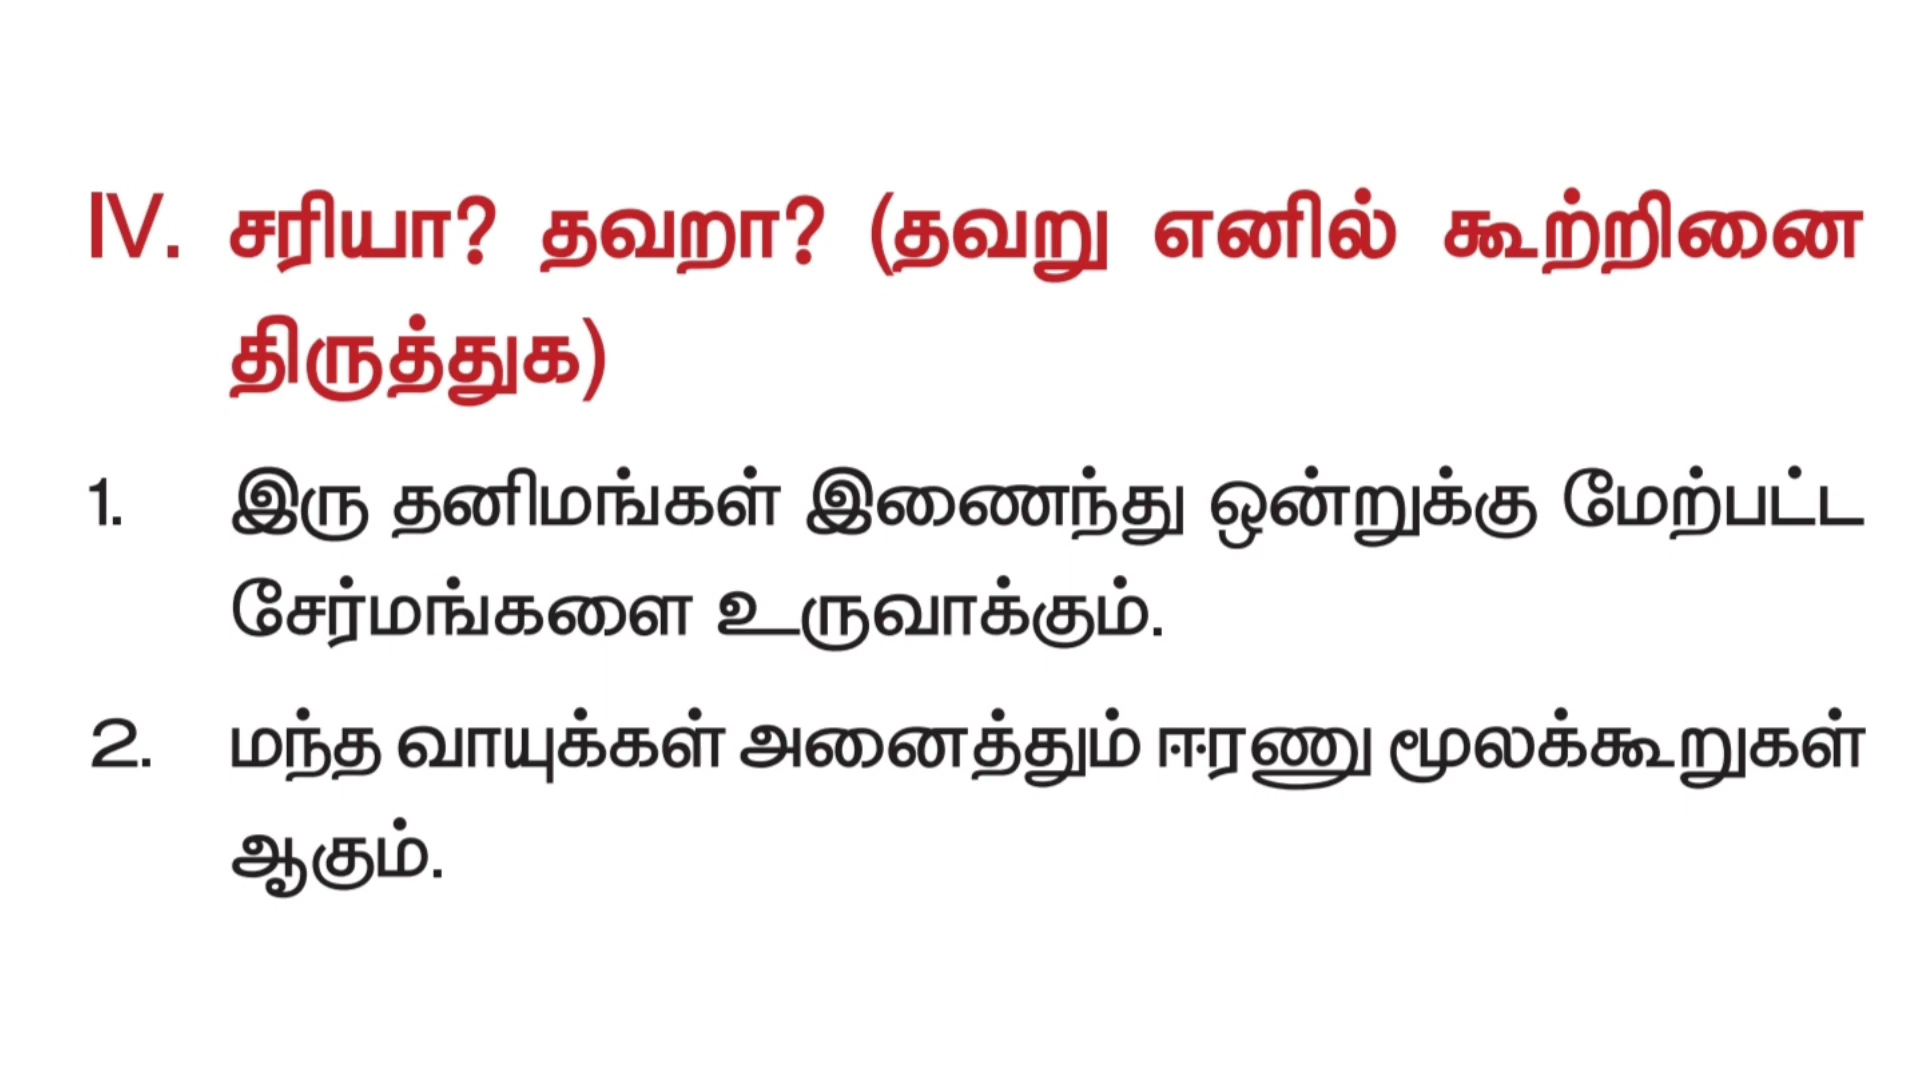 IV. சரியா? தவறா? (தவறு எனில் கூற்றினை
திருத்துக)
1. இரு தனிமங்கள் இணைந்து ஒன்றுக்கு மேற்பட்ட
சேர்மங்களை உருவாக்கும்.
2. மந்த வாயுக்கள் அனைத்தும் ஈரணு மூலக்கூறுகள்
ஆகும்.